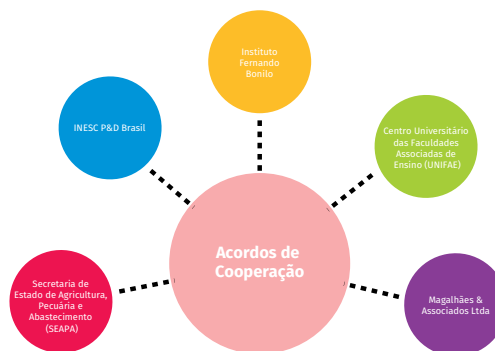 Instituto
Fernando
Bonilo
INESC P&D Brasil
Centro Universitário
das Faculdades
Associadas de
Ensino (UNIFAE)
Acordos de
Cooperação
Secretaria de
Estado de Agricultura,
Pecuária e
Abastecimento
(SEAPA)
Magalhães &
Associados Ltda